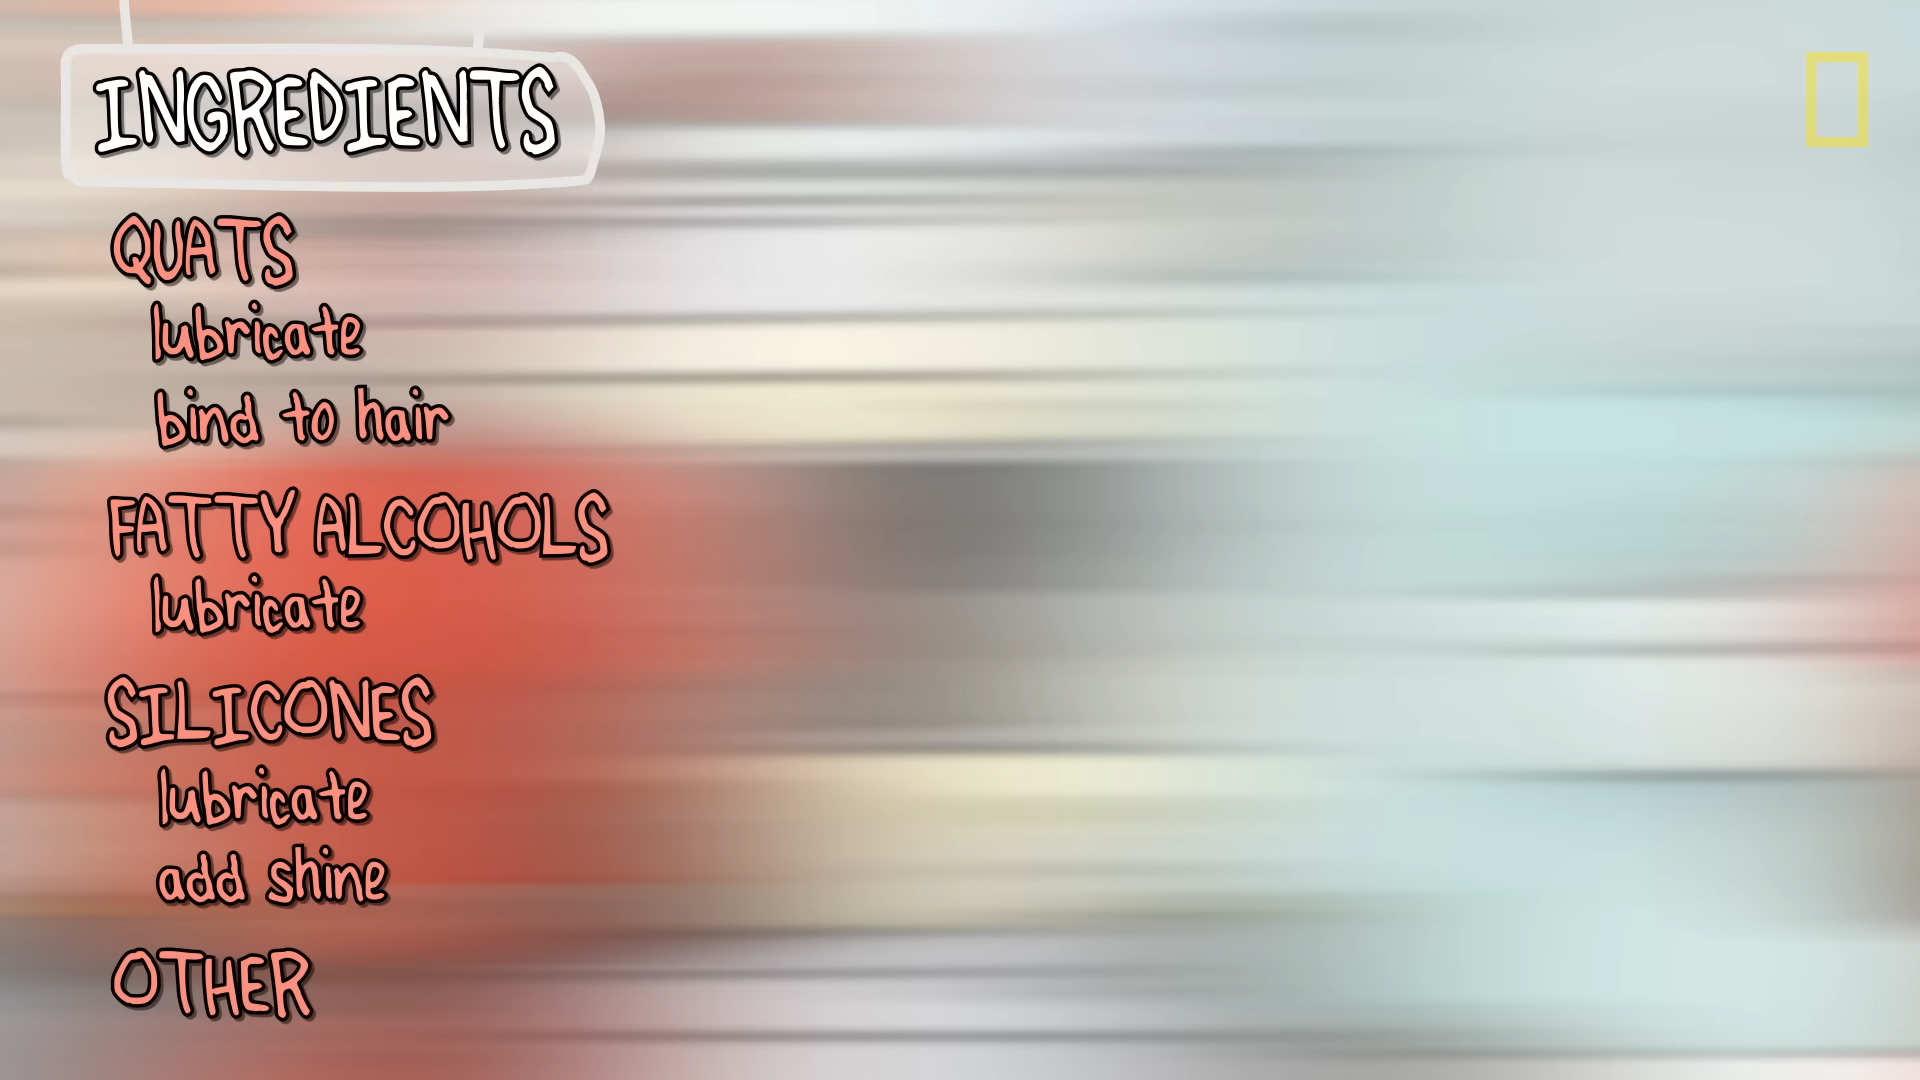 INGREDIENTS
QUATS
lubricate
bind to hair
FATTY ALCOHOLS
lubricate
SILICONES
lubricate
add shine
OTHER